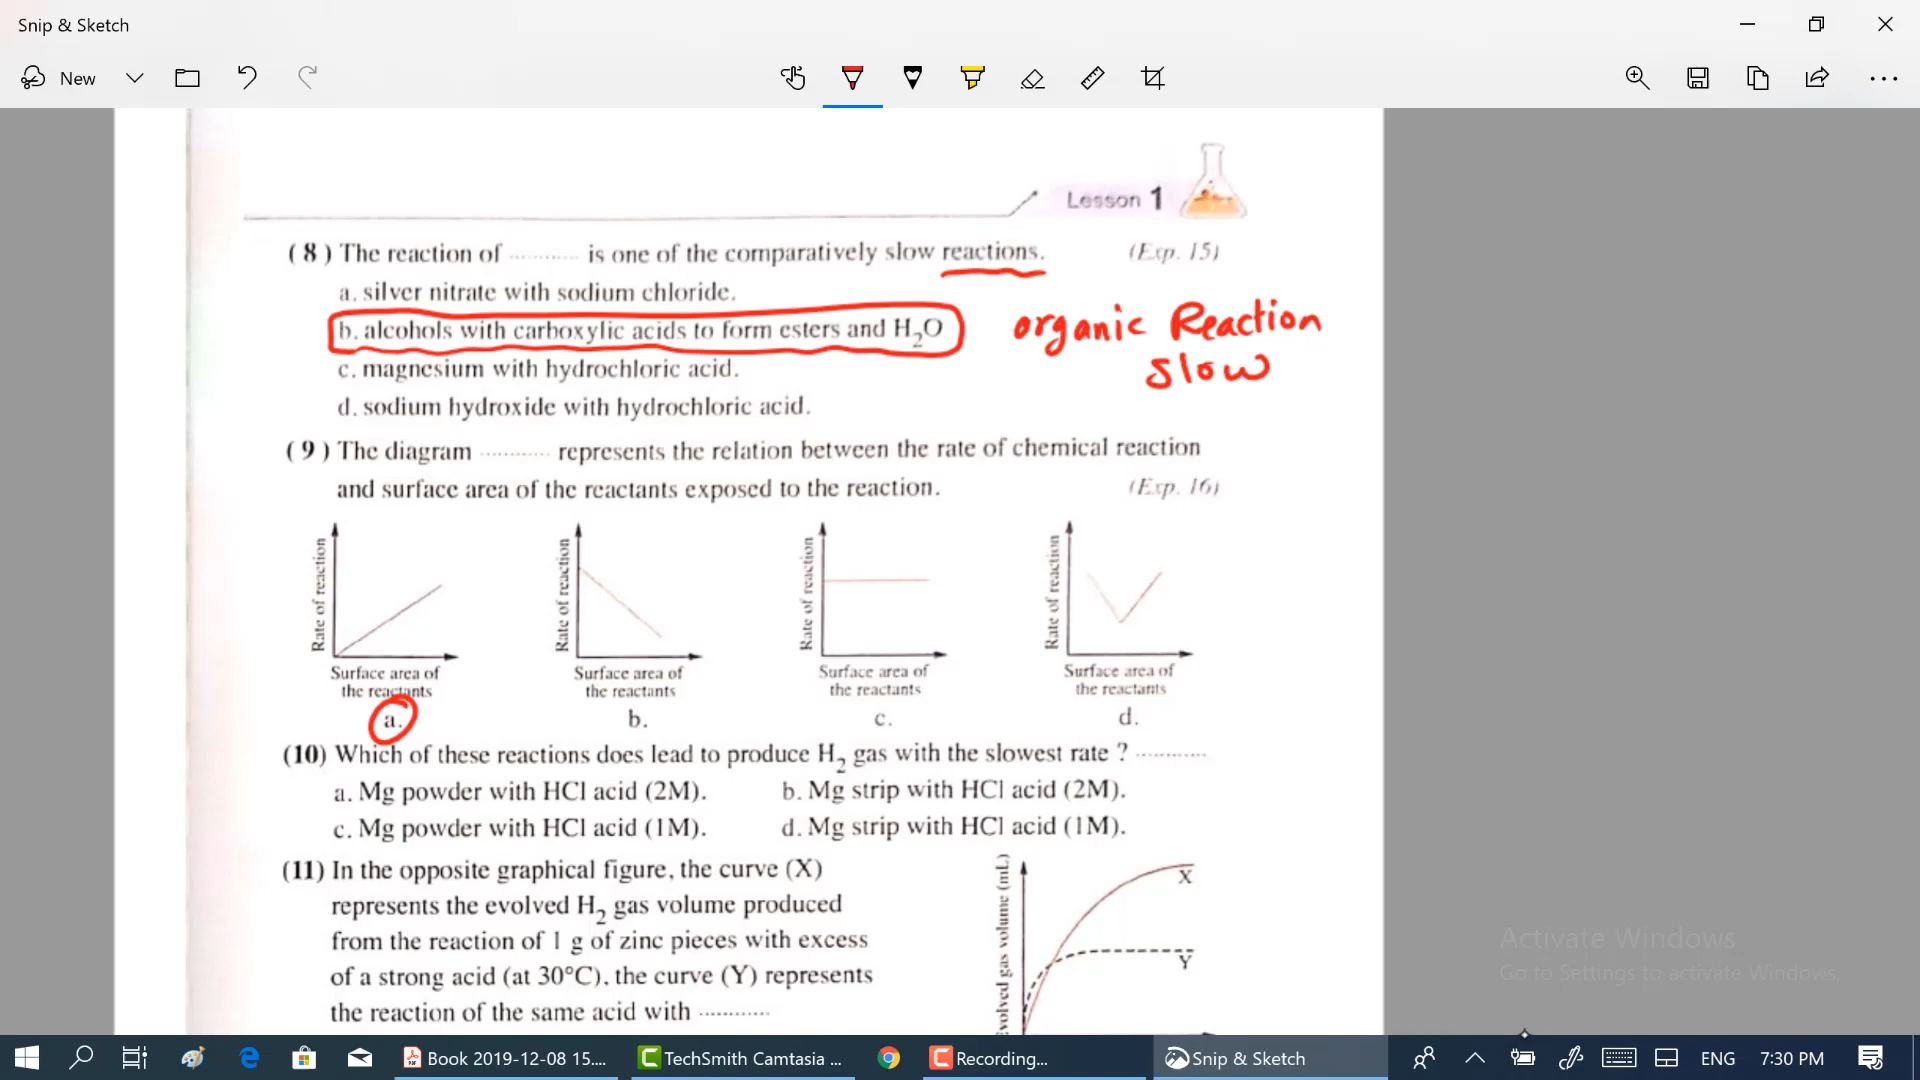 Snip & Sketch
New
Lesson 1
( 8 ) The reaction of ........... is one of the comparatively slow reactions. (Exp. 15)
a. silver nitrate with sodium chloride.
b. alcohols with carboxylic acids to form esters and H₂O
organic Reaction
slow
c. magnesium with hydrochloric acid.
d. sodium hydroxide with hydrochloric acid.
( 9 ) The diagram ........... represents the relation between the rate of chemical reaction
and surface area of the reactants exposed to the reaction. (Exp. 16)
Rate of reaction
Surface area of
the reactants
a.
Rate of reaction
Surface area of
the reactants
b.
Rate of reaction
Surface area of
the reactants
c.
Rate of reaction
Surface area of
the reactants
d.
(10) Which of these reactions does lead to produce H₂ gas with the slowest rate ? ...........
a. Mg powder with HCl acid (2M). b. Mg strip with HCl acid (2M).
c. Mg powder with HCl acid (1M). d. Mg strip with HCl acid (1M).
(11) In the opposite graphical figure, the curve (X)
represents the evolved H₂ gas volume produced
from the reaction of 1 g of zinc pieces with excess
of a strong acid (at 30°C), the curve (Y) represents
the reaction of the same acid with ...........
volved gas volume (mL)
X
Y
Activate Windows
Go to Settings to activate Windows.
Book 2019-12-08 15....
TechSmith Camtasia ...
Recording...
Snip & Sketch
ENG
7:30 PM